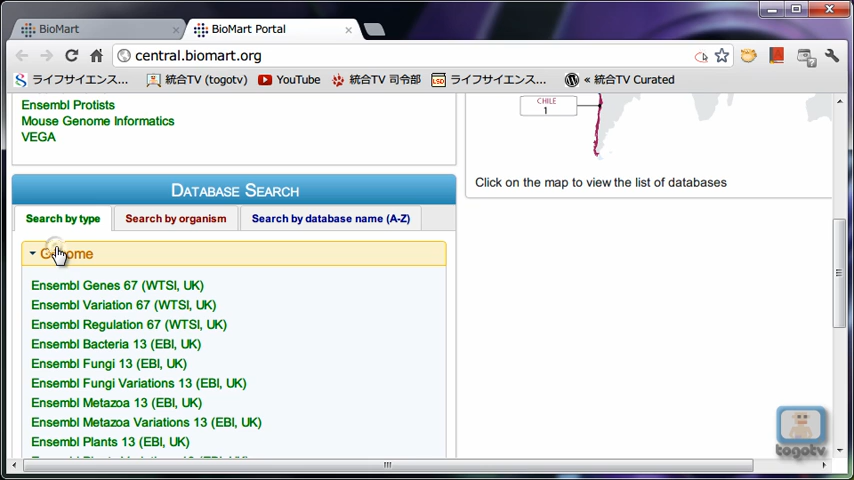 BioMart
BioMart Portal
central.biomart.org
ライフサイエンス... 統合TV (togotv) YouTube 統合TV 司令部 ライフサイエンス... « 統合TV Curated
Ensembl Protists
Mouse Genome Informatics
VEGA
CHILE
1
Click on the map to view the list of databases
DATABASE SEARCH
Search by type Search by organism Search by database name (A-Z)
Genome
Ensembl Genes 67 (WTSI, UK)
Ensembl Variation 67 (WTSI, UK)
Ensembl Regulation 67 (WTSI, UK)
Ensembl Bacteria 13 (EBI, UK)
Ensembl Fungi 13 (EBI, UK)
Ensembl Fungi Variations 13 (EBI, UK)
Ensembl Metazoa 13 (EBI, UK)
Ensembl Metazoa Variations 13 (EBI, UK)
Ensembl Plants 13 (EBI, UK)
togotv